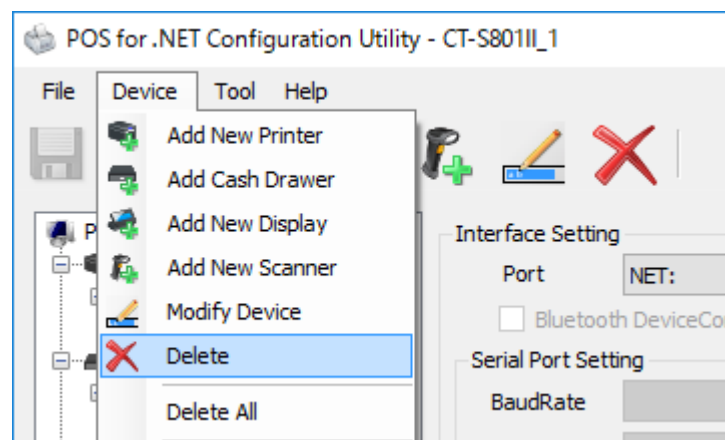 POS for .NET Configuration Utility - CT-S801II_1
File Device Tool Help
Add New Printer
Add Cash Drawer
Add New Display
Add New Scanner
Modify Device
Delete
Delete All
P
Interface Setting
Port NET:
Bluetooth DeviceCo
Serial Port Setting
BaudRate